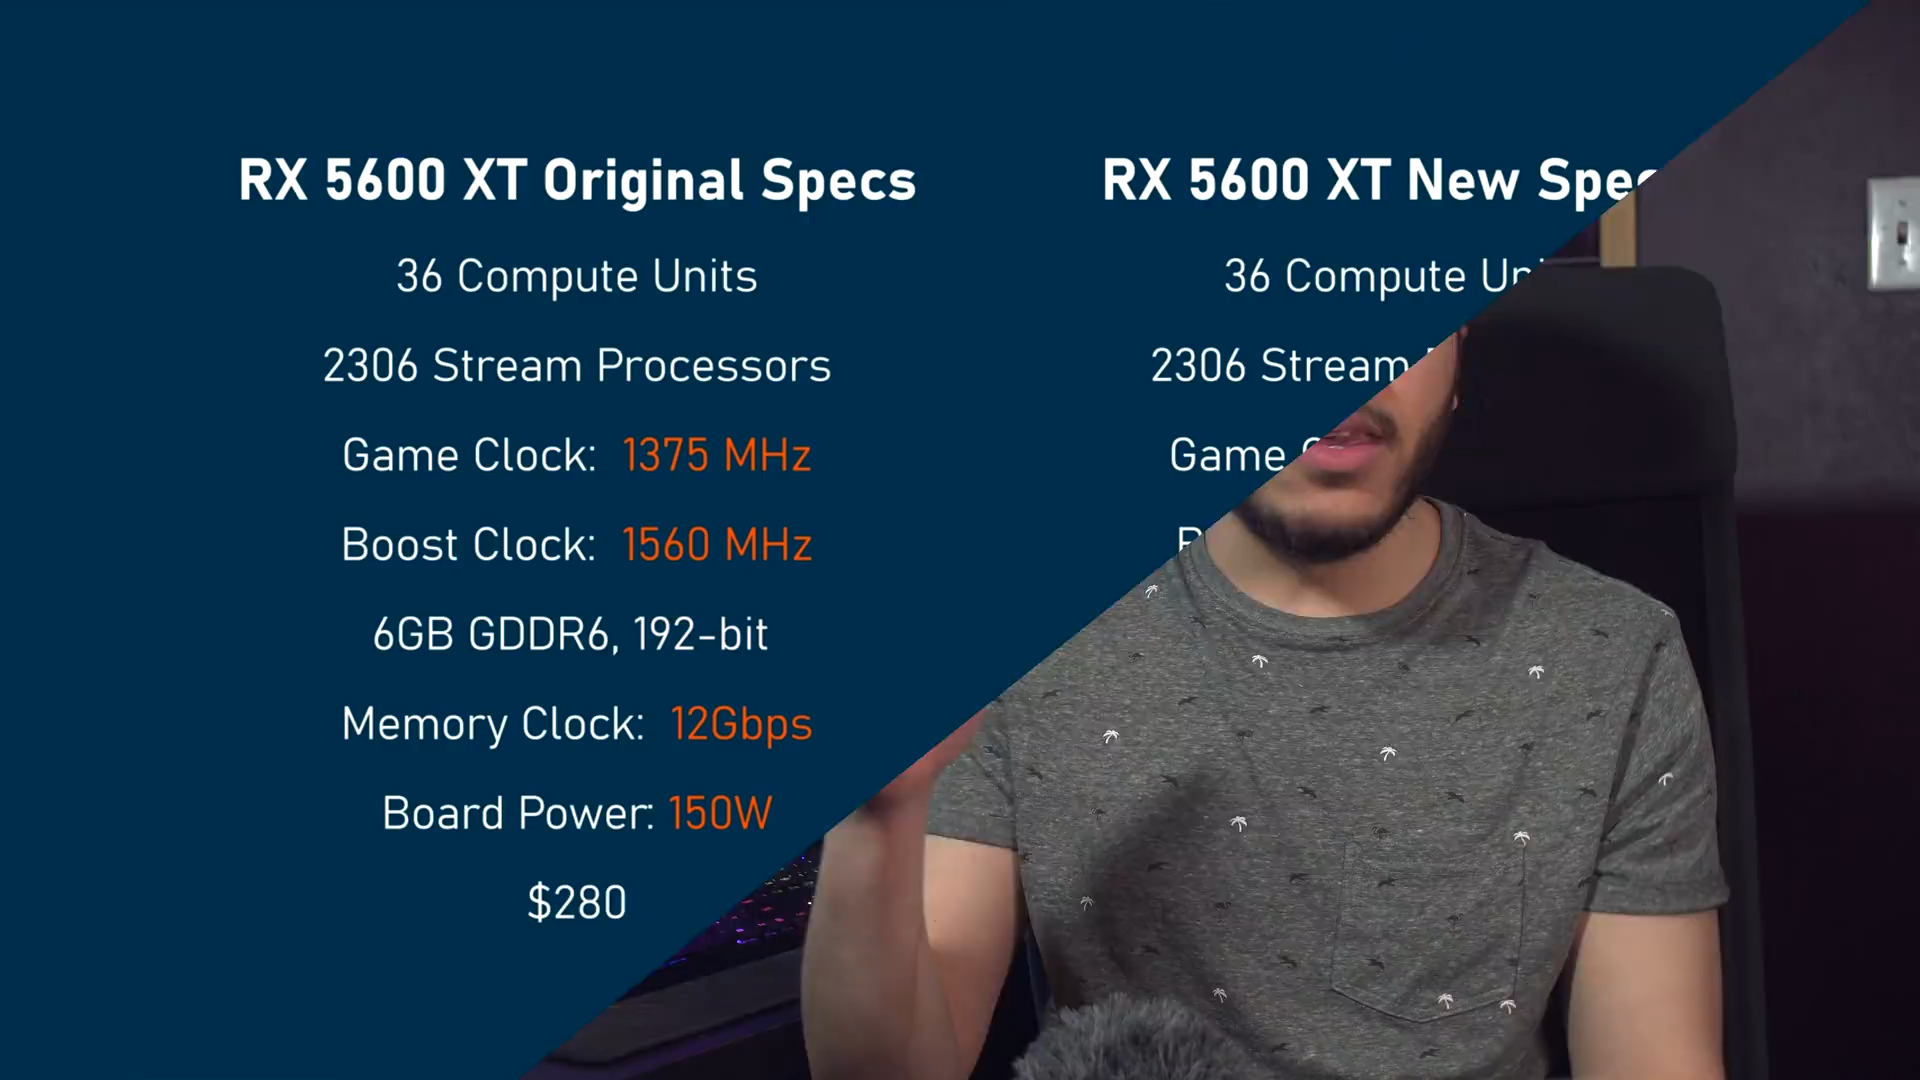 RX 5600 XT Original Specs
36 Compute Units
2306 Stream Processors
Game Clock: 1375 MHz
Boost Clock: 1560 MHz
6GB GDDR6, 192-bit
Memory Clock: 12Gbps
Board Power: 150W
$280
RX 5600 XT New
36 Compute
2306 Stream
Game